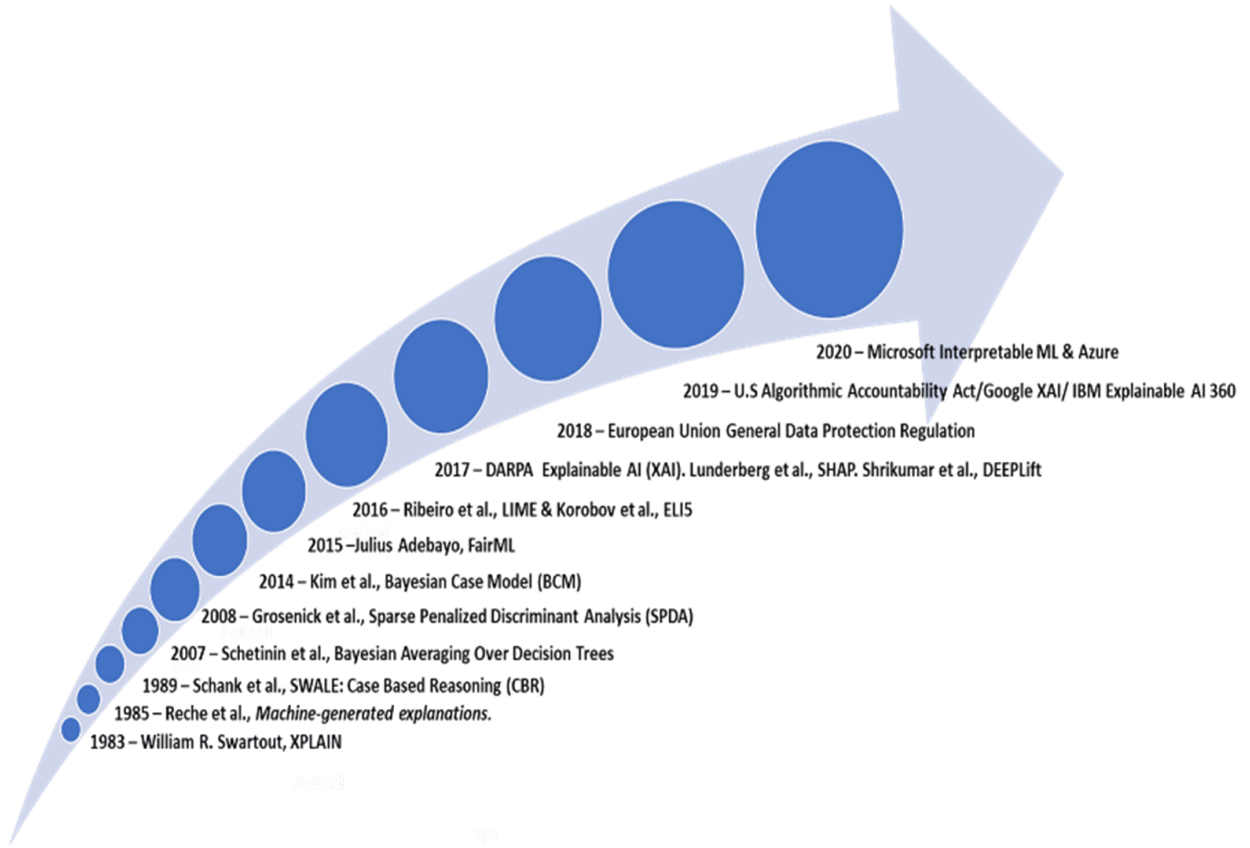 2020 – Microsoft Interpretable ML & Azure
2019 – U.S Algorithmic Accountability Act/Google XAI/ IBM Explainable AI 360
2018 – European Union General Data Protection Regulation
2017 – DARPA Explainable AI (XAI). Lunderberg et al., SHAP. Shrikumar et al., DEEPLift
2016 – Ribeiro et al., LIME & Korobov et al., ELI5
2015 –Julius Adebayo, FairML
2014 – Kim et al., Bayesian Case Model (BCM)
2008 – Grosenick et al., Sparse Penalized Discriminant Analysis (SPDA)
2007 – Schetinin et al., Bayesian Averaging Over Decision Trees
1989 – Schank et al., SWALE: Case Based Reasoning (CBR)
1985 – Reche et al., Machine-generated explanations.
1983 – William R. Swartout, XPLAIN